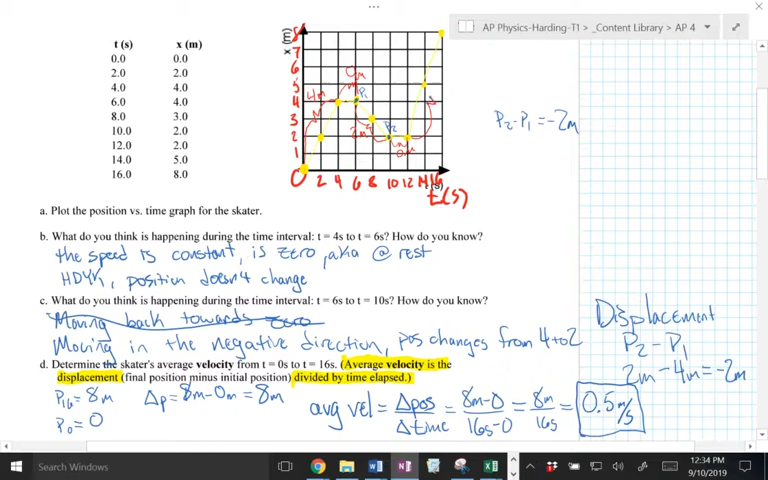 AP Physics-Harding-T1 > _Content Library > AP 4
t (s) x (m)
0.0 0.0
2.0 2.0
4.0 4.0
6.0 4.0
8.0 3.0
10.0 2.0
12.0 2.0
14.0 5.0
16.0 8.0
x (m)
8
7
6
5
4
3
2
1
0
2 4 6 8 10 12 14 16
t(s)
4m
0m
P1
2m
P2
0m
P2-P1 = -2m
a. Plot the position vs. time graph for the skater.
b. What do you think is happening during the time interval: t = 4s to t = 6s? How do you know?
the speed is constant, is zero, aka @ rest
HDYK, position doesn't change
c. What do you think is happening during the time interval: t = 6s to t = 10s? How do you know?
Moving back towards zero
Moving in the negative direction, pos changes from 4 to 2
Displacement
P2 - P1
2m - 4m = -2m
d. Determine the skater's average velocity from t = 0s to t = 16s. (Average velocity is the
displacement (final position minus initial position) divided by time elapsed.)
P16 = 8m
P0 = 0
Δp = 8m - 0m = 8m
avg vel = Δpos/Δtime = 8m-0/16s-0 = 8m/16s = 0.5 m/s
Search Windows
12:34 PM
9/10/2019